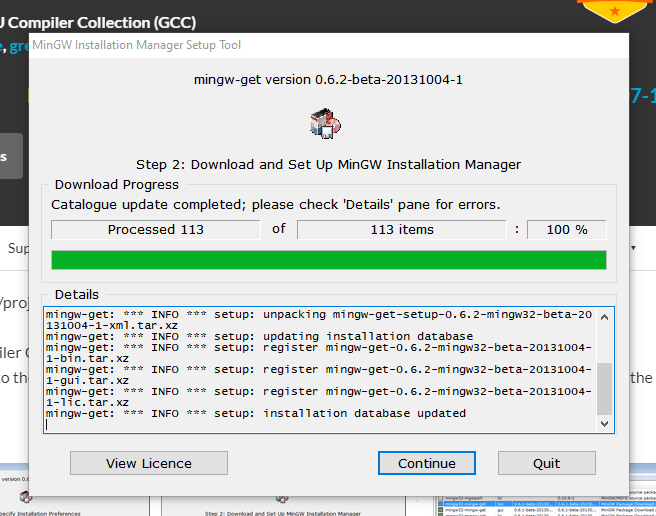 U Compiler Collection (GCC)
MinGW Installation Manager Setup Tool
mingw-get version 0.6.2-beta-20131004-1
7-1
s
Step 2: Download and Set Up MinGW Installation Manager
Download Progress
Catalogue update completed; please check 'Details' pane for errors.
Processed 113 of 113 items : 100 %
Sup
Details
/proj
mingw-get: *** INFO *** setup: unpacking mingw-get-setup-0.6.2-mingw32-beta-20
131004-1-xml.tar.xz
mingw-get: *** INFO *** setup: updating installation database
mingw-get: *** INFO *** setup: register mingw-get-0.6.2-mingw32-beta-20131004-
1-bin.tar.xz
mingw-get: *** INFO *** setup: register mingw-get-0.6.2-mingw32-beta-20131004-
1-gui.tar.xz
mingw-get: *** INFO *** setup: register mingw-get-0.6.2-mingw32-beta-20131004-
1-lic.tar.xz
mingw-get: *** INFO *** setup: installation database updated
iler
to the
the
View Licence Continue Quit
pecify Installation Preferences
Step 2: Download and Set Up MinGW Installation Manager